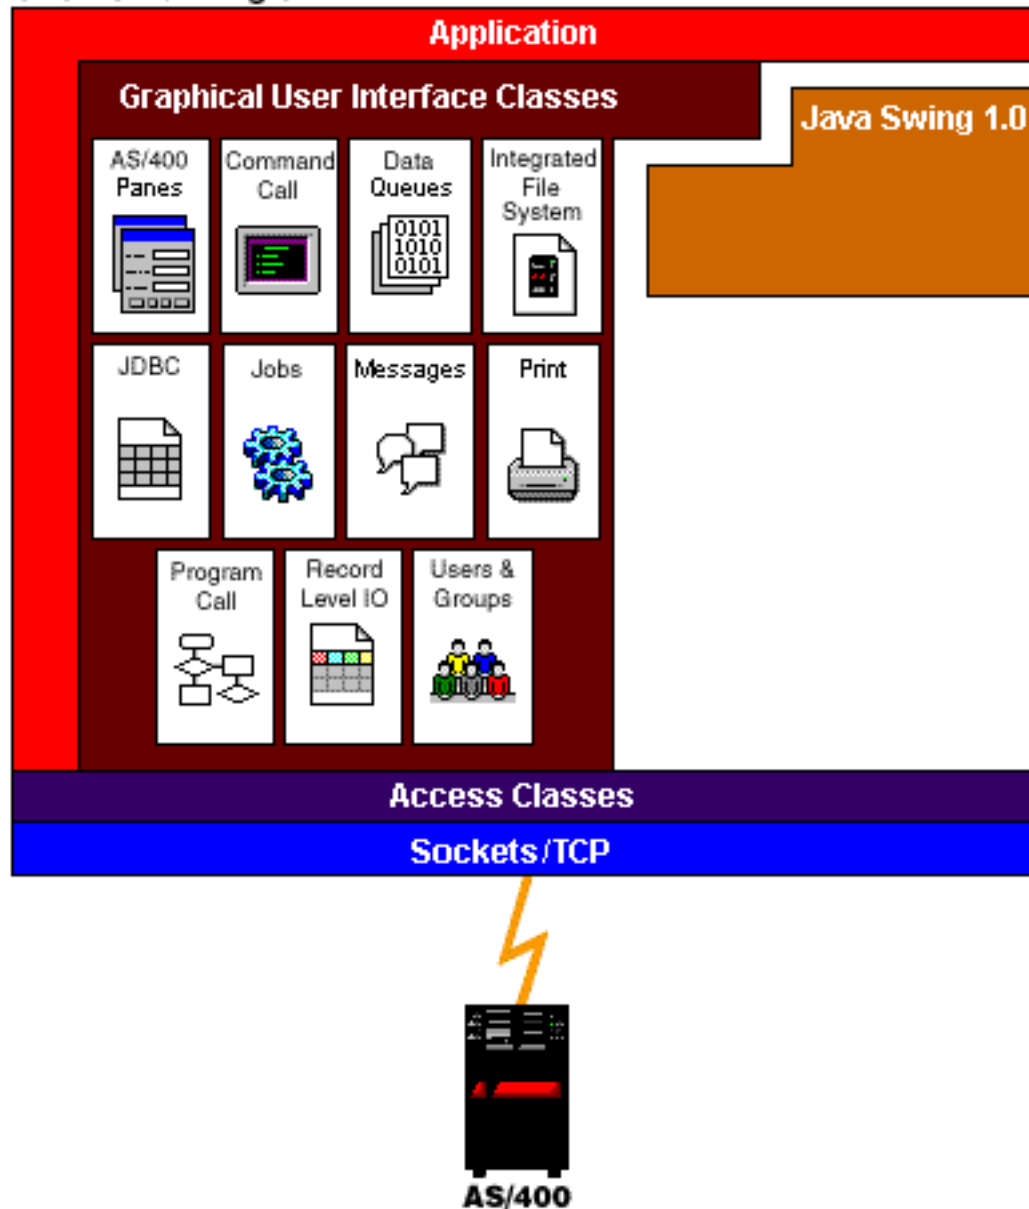 Application
Graphical User Interface Classes
Java Swing 1.0
AS/400
Panes
Command
Call
Data
Queues
0101
1010
0101
Integrated
File
System
JDBC
Jobs
Messages
Print
Program
Call
Record
Level IO
Users &
Groups
Access Classes
Sockets/TCP
AS/400